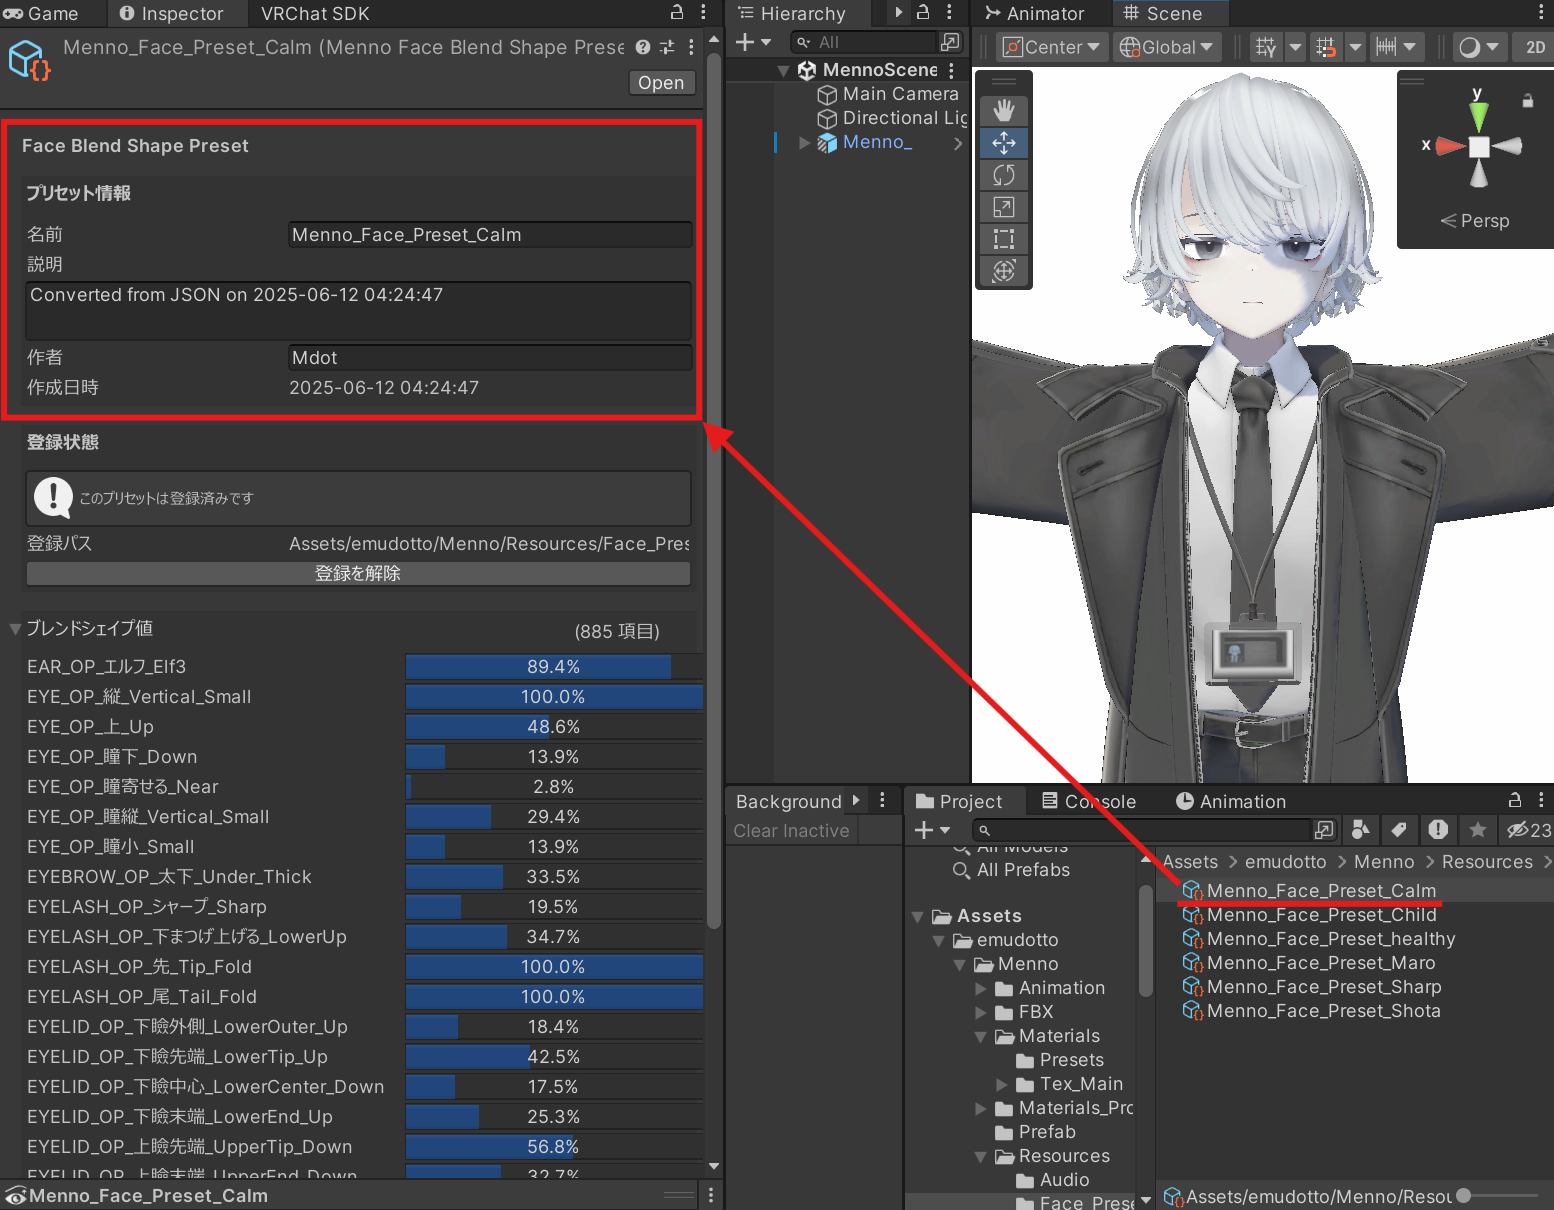 Game
Inspector
VRChat SDK
Menno_Face_Preset_Calm (Menno Face Blend Shape Prese
Open
Face Blend Shape Preset
プリセット情報
名前
Menno_Face_Preset_Calm
説明
Converted from JSON on 2025-06-12 04:24:47
作者
Mdot
作成日時
2025-06-12 04:24:47
登録状態
このプリセットは登録済みです
登録パス
Assets/emudotto/Menno/Resources/Face_Pres
登録を解除
ブレンドシェイプ値
(885 項目)
EAR_OP_エルフ_Elf3 89.4%
EYE_OP_縦_Vertical_Small 100.0%
EYE_OP_上_Up 48.6%
EYE_OP_瞳下_Down 13.9%
EYE_OP_瞳寄せる_Near 2.8%
EYE_OP_瞳縦_Vertical_Small 29.4%
EYE_OP_瞳小_Small 13.9%
EYEBROW_OP_太下_Under_Thick 33.5%
EYELASH_OP_シャープ_Sharp 19.5%
EYELASH_OP_下まつげ上げる_LowerUp 34.7%
EYELASH_OP_先_Tip_Fold 100.0%
EYELASH_OP_尾_Tail_Fold 100.0%
EYELID_OP_下瞼外側_LowerOuter_Up 18.4%
EYELID_OP_下瞼先端_LowerTip_Up 42.5%
EYELID_OP_下瞼中心_LowerCenter_Down 17.5%
EYELID_OP_下瞼末端_LowerEnd_Up 25.3%
EYELID_OP_上瞼先端_UpperTip_Down 56.8%
EYELID_OP_上瞼末端_UpperEnd_Down 32.7%
Menno_Face_Preset_Calm
Hierarchy
All
MennoScene
Main Camera
Directional Lig
Menno_
Animator
Scene
Center
Global
2D
y
x
Persp
Background
Clear Inactive
Project
Console
Animation
23
All Models
All Prefabs
Assets
emudotto
Menno
Animation
FBX
Materials
Presets
Tex_Main
Materials_Pro
Prefab
Resources
Audio
Face_Prese
Assets > emudotto > Menno > Resources >
Menno_Face_Preset_Calm
Menno_Face_Preset_Child
Menno_Face_Preset_healthy
Menno_Face_Preset_Maro
Menno_Face_Preset_Sharp
Menno_Face_Preset_Shota
Assets/emudotto/Menno/Resou